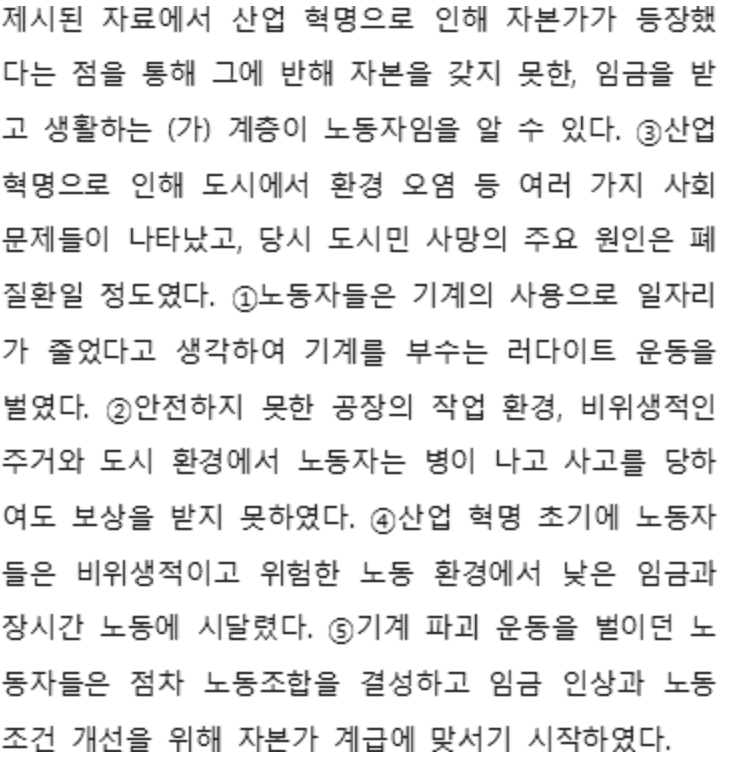 제시된 자료에서 산업 혁명으로 인해 자본가가 등장했
다는 점을 통해 그에 반해 자본을 갖지 못한, 임금을 받
고 생활하는 (가) 계층이 노동자임을 알 수 있다. ③산업
혁명으로 인해 도시에서 환경 오염 등 여러 가지 사회
문제들이 나타났고, 당시 도시민 사망의 주요 원인은 폐
질환일 정도였다. ①노동자들은 기계의 사용으로 일자리
가 줄었다고 생각하여 기계를 부수는 러다이트 운동을
벌였다. ②안전하지 못한 공장의 작업 환경, 비위생적인
주거와 도시 환경에서 노동자는 병이 나고 사고를 당하
여도 보상을 받지 못하였다. ④산업 혁명 초기에 노동자
들은 비위생적이고 위험한 노동 환경에서 낮은 임금과
장시간 노동에 시달렸다. ⑤기계 파괴 운동을 벌이던 노
동자들은 점차 노동조합을 결성하고 임금 인상과 노동
조건 개선을 위해 자본가 계급에 맞서기 시작하였다.